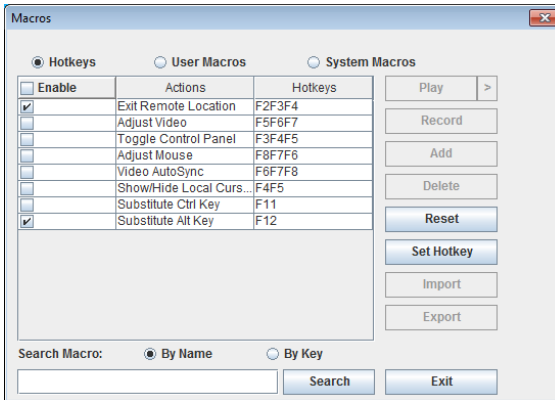 Macros
Hotkeys User Macros System Macros
Enable Actions Hotkeys
Exit Remote Location F2F3F4
Adjust Video F5F6F7
Toggle Control Panel F3F4F5
Adjust Mouse F8F7F6
Video AutoSync F6F7F8
Show/Hide Local Curs... F4F5
Substitute Ctrl Key F11
Substitute Alt Key F12
Play >
Record
Add
Delete
Reset
Set Hotkey
Import
Export
Search Macro: By Name By Key
Search Exit